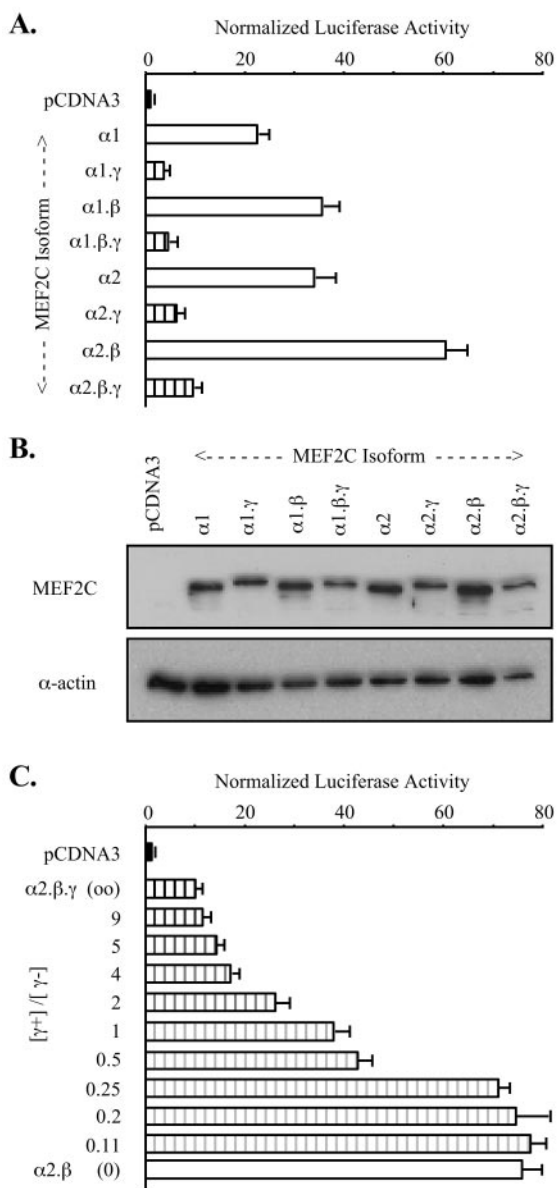 A.
Normalized Luciferase Activity
0 20 40 60 80
pCDNA3
α1
α1.γ
α1.β
α1.β.γ
α2
α2.γ
α2.β
α2.β.γ
<---- MEF2C Isoform ---->
B.
<------- MEF2C Isoform ------->
pCDNA3 α1 α1.γ α1.β α1.β.γ α2 α2.γ α2.β α2.β.γ
MEF2C
α-actin
C.
Normalized Luciferase Activity
0 20 40 60 80
pCDNA3
α2.β.γ (oo)
9
5
4
2
1
0.5
0.25
0.2
0.11
α2.β (0)
[γ+] /[ γ-]